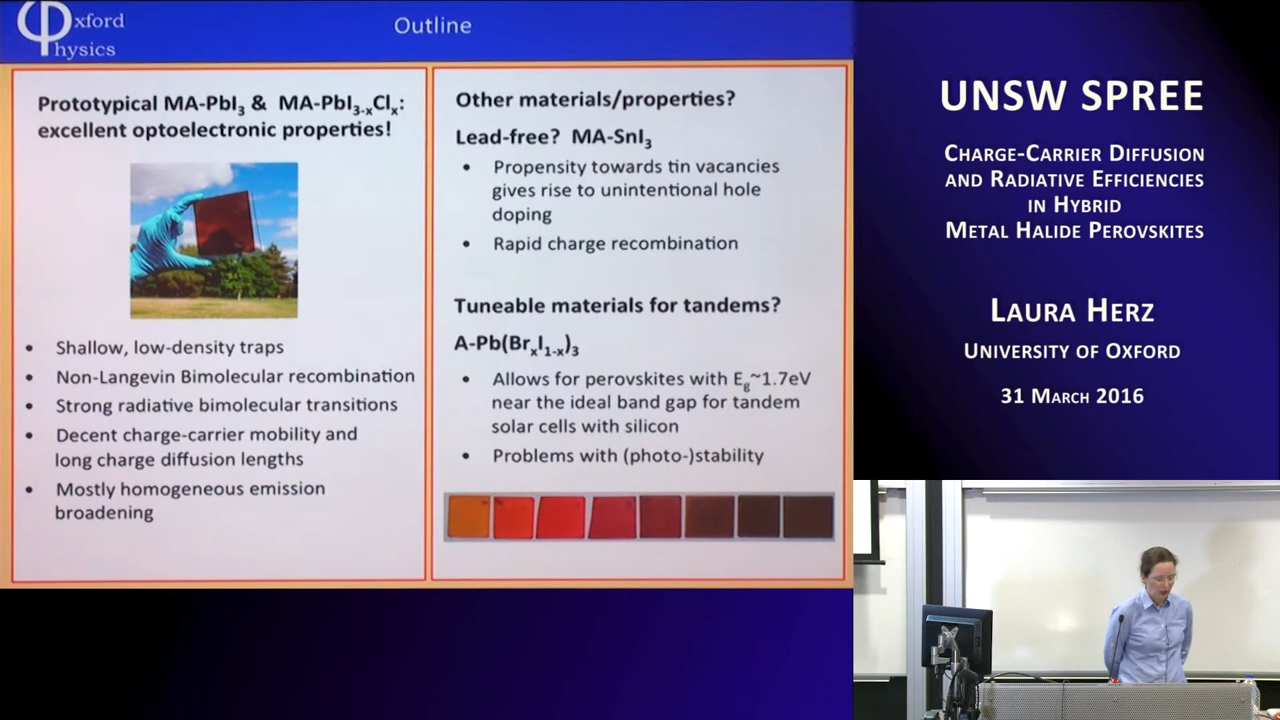 Oxford
Physics
Outline
Prototypical MA-PbI3 & MA-PbI3-xClx:
excellent optoelectronic properties!
• Shallow, low-density traps
• Non-Langevin Bimolecular recombination
• Strong radiative bimolecular transitions
• Decent charge-carrier mobility and
long charge diffusion lengths
• Mostly homogeneous emission
broadening
Other materials/properties?
Lead-free? MA-SnI3
• Propensity towards tin vacancies
gives rise to unintentional hole
doping
• Rapid charge recombination
Tuneable materials for tandems?
A-Pb(BrxI1-x)3
• Allows for perovskites with Eg~1.7eV
near the ideal band gap for tandem
solar cells with silicon
• Problems with (photo-)stability
UNSW SPREE
Charge-Carrier Diffusion
and Radiative Efficiencies
in Hybrid
Metal Halide Perovskites
Laura Herz
University of Oxford
31 March 2016